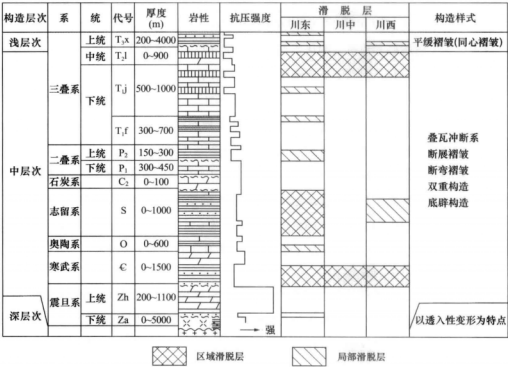 构造层次 系 统 代号 厚度(m) 岩性 抗压强度 滑脱层 构造样式
川东 川中 川西
浅层次 上统 T₃x 200~4000 平缓褶皱(同心褶皱)
中层次 三叠系 中统 T₂l 0~900
下统 T₁j 500~1000
T₁f 300~700
二叠系 上统 P₂ 150~300
下统 P₁ 300~450
石炭系 C₂ 0~100
志留系 S 0~1000
奥陶系 O 0~600
寒武系 Є 0~1500
叠瓦冲断系
断展褶皱
断弯褶皱
双重构造
底辟构造
震旦系 上统 Zh 200~1100
深层次 下统 Za 0~5000 以透入性变形为特点
强
区域滑脱层 局部滑脱层